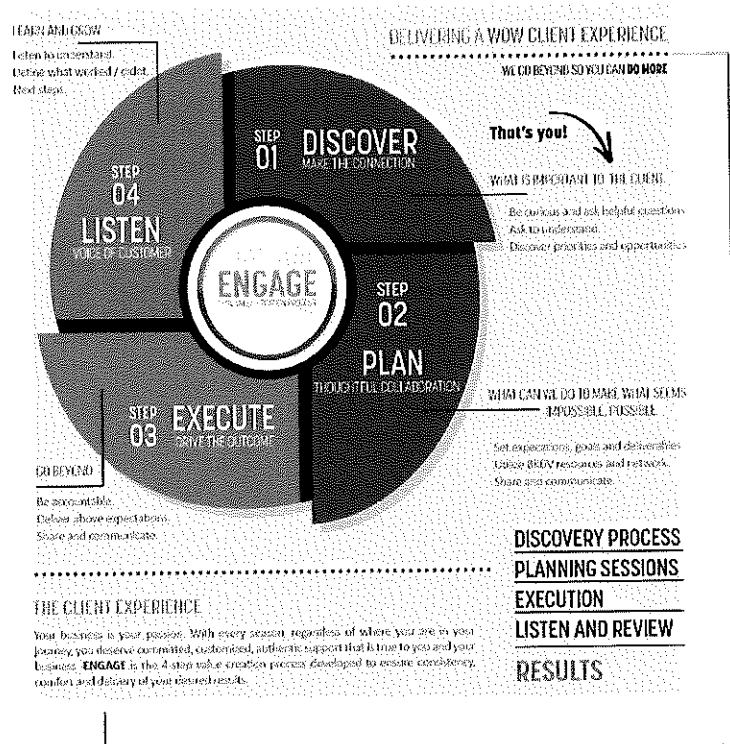 LEARN AND GROW
Listen to understand.
Define what worked / didn't.
Next steps.
DELIVERING A WOW CLIENT EXPERIENCE
WE GO BEYOND SO YOU CAN DO MORE
That's you!
WHAT IS IMPORTANT TO THE CLIENT
Be curious and ask helpful questions
Ask to understand.
Discover priorities and opportunities
STEP
01
DISCOVER
MAKE THE CONNECTION
STEP
04
LISTEN
VOICE OF CUSTOMER
ENGAGE
STEP
02
PLAN
THOUGHTFUL COLLABORATION
STEP
03
EXECUTE
DRIVE THE OUTCOME
WHAT CAN WE DO TO MAKE WHAT SEEMS
IMPOSSIBLE, POSSIBLE
Set expectations, goals and deliverables
Utilize resources and network.
Share and communicate.
GO BEYOND
Be accountable.
Deliver above expectations.
Share and communicate.
DISCOVERY PROCESS
PLANNING SESSIONS
EXECUTION
LISTEN AND REVIEW
RESULTS
THE CLIENT EXPERIENCE
Your business is your passion. With every season, regardless of where you are in your
journey, you deserve committed, customized, authentic support that is true to you and your
business. ENGAGE is the 4-step value creation process developed to ensure consistency,
comfort and delivery of your desired results.